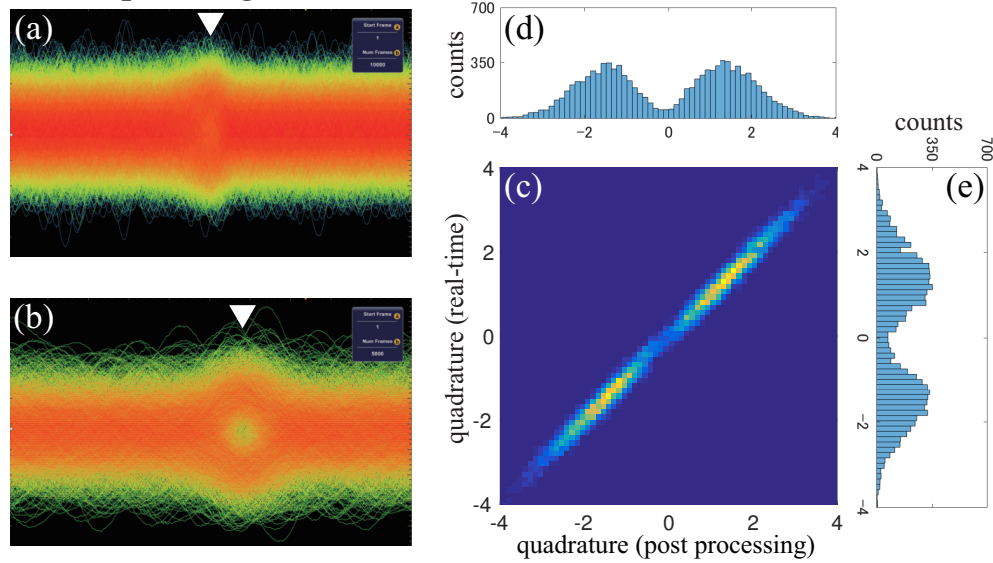 (a)
Start Frame a
1
Num Frames b
10000
(b)
Start Frame a
1
Num Frames b
5000
(d)
counts
700
350
0
-4
-2
0
2
4
(c)
quadrature (real-time)
4
2
0
-2
-4
-4
-2
0
2
4
quadrature (post processing)
counts
0
350
700
(e)
4
2
0
-2
-4